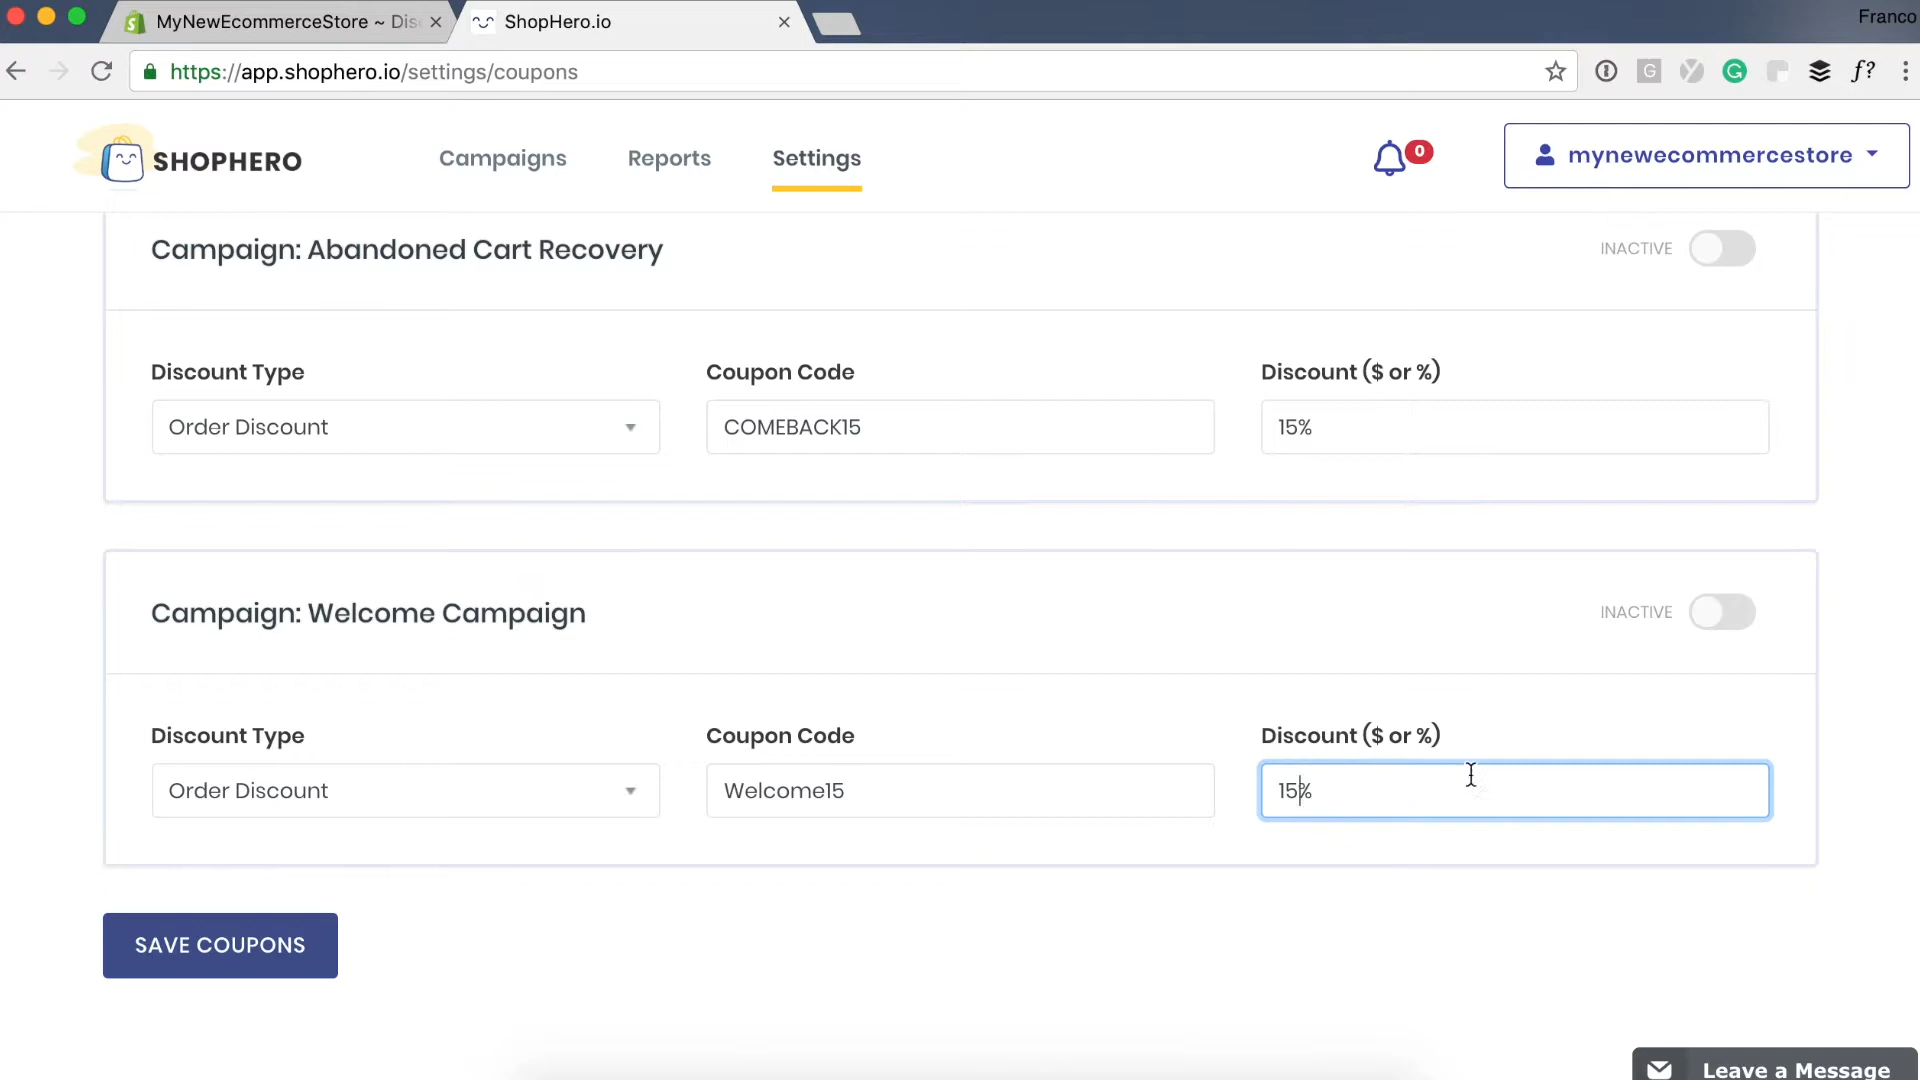 MyNewEcommerceStore ~ Dis
ShopHero.io
Franco
https://app.shophero.io/settings/coupons
SHOPHERO
Campaigns
Reports
Settings
0
mynewecommercestore
Campaign: Abandoned Cart Recovery
INACTIVE
Discount Type
Coupon Code
Discount ($ or %)
Order Discount
COMEBACK15
15%
Campaign: Welcome Campaign
INACTIVE
Discount Type
Coupon Code
Discount ($ or %)
Order Discount
Welcome15
15%
SAVE COUPONS
Leave a Message